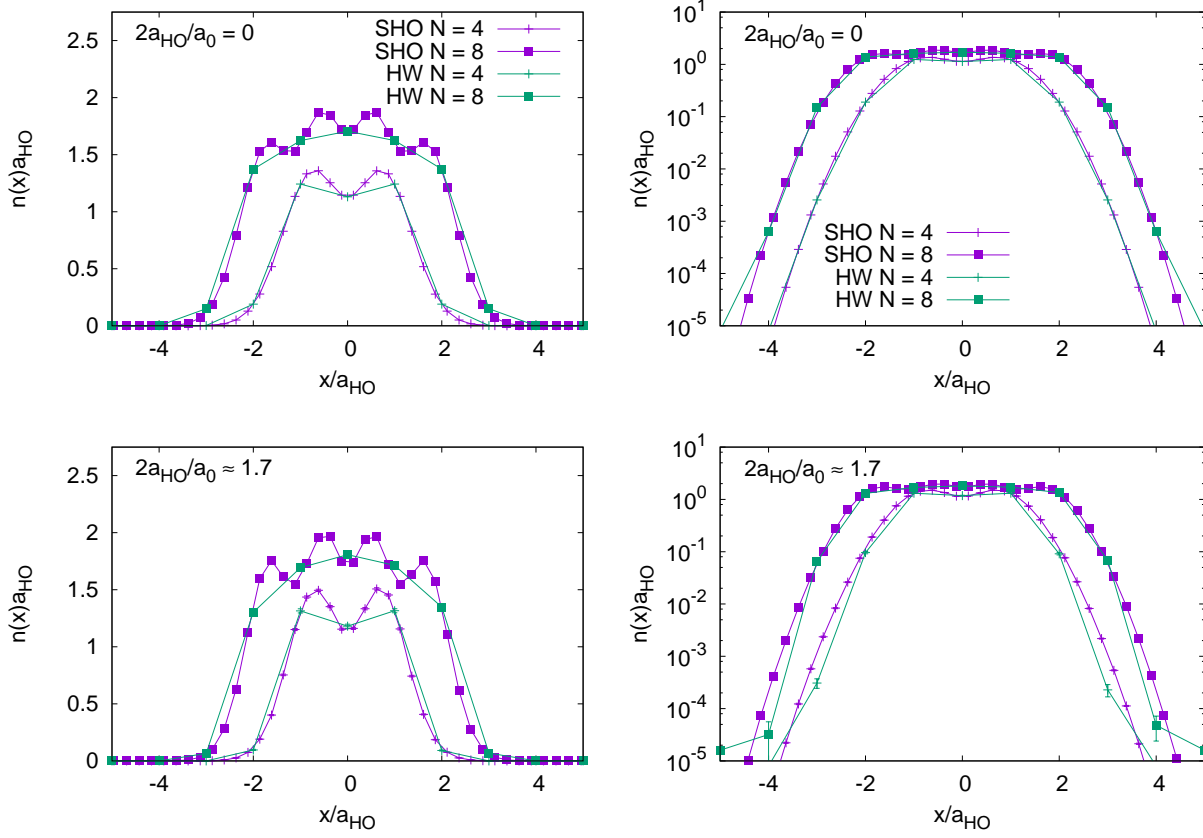 2a_HO/a_0 = 0
SHO N = 4
SHO N = 8
HW N = 4
HW N = 8
2.5
2
1.5
1
0.5
0
n(x)a_HO
-4
-2
0
2
4
x/a_HO
2a_HO/a_0 = 0
10^1
10^0
10^-1
10^-2
10^-3
10^-4
10^-5
n(x)a_HO
SHO N = 4
SHO N = 8
HW N = 4
HW N = 8
-4
-2
0
2
4
x/a_HO
2a_HO/a_0 ≈ 1.7
2.5
2
1.5
1
0.5
0
n(x)a_HO
-4
-2
0
2
4
x/a_HO
2a_HO/a_0 ≈ 1.7
10^1
10^0
10^-1
10^-2
10^-3
10^-4
10^-5
n(x)a_HO
-4
-2
0
2
4
x/a_HO